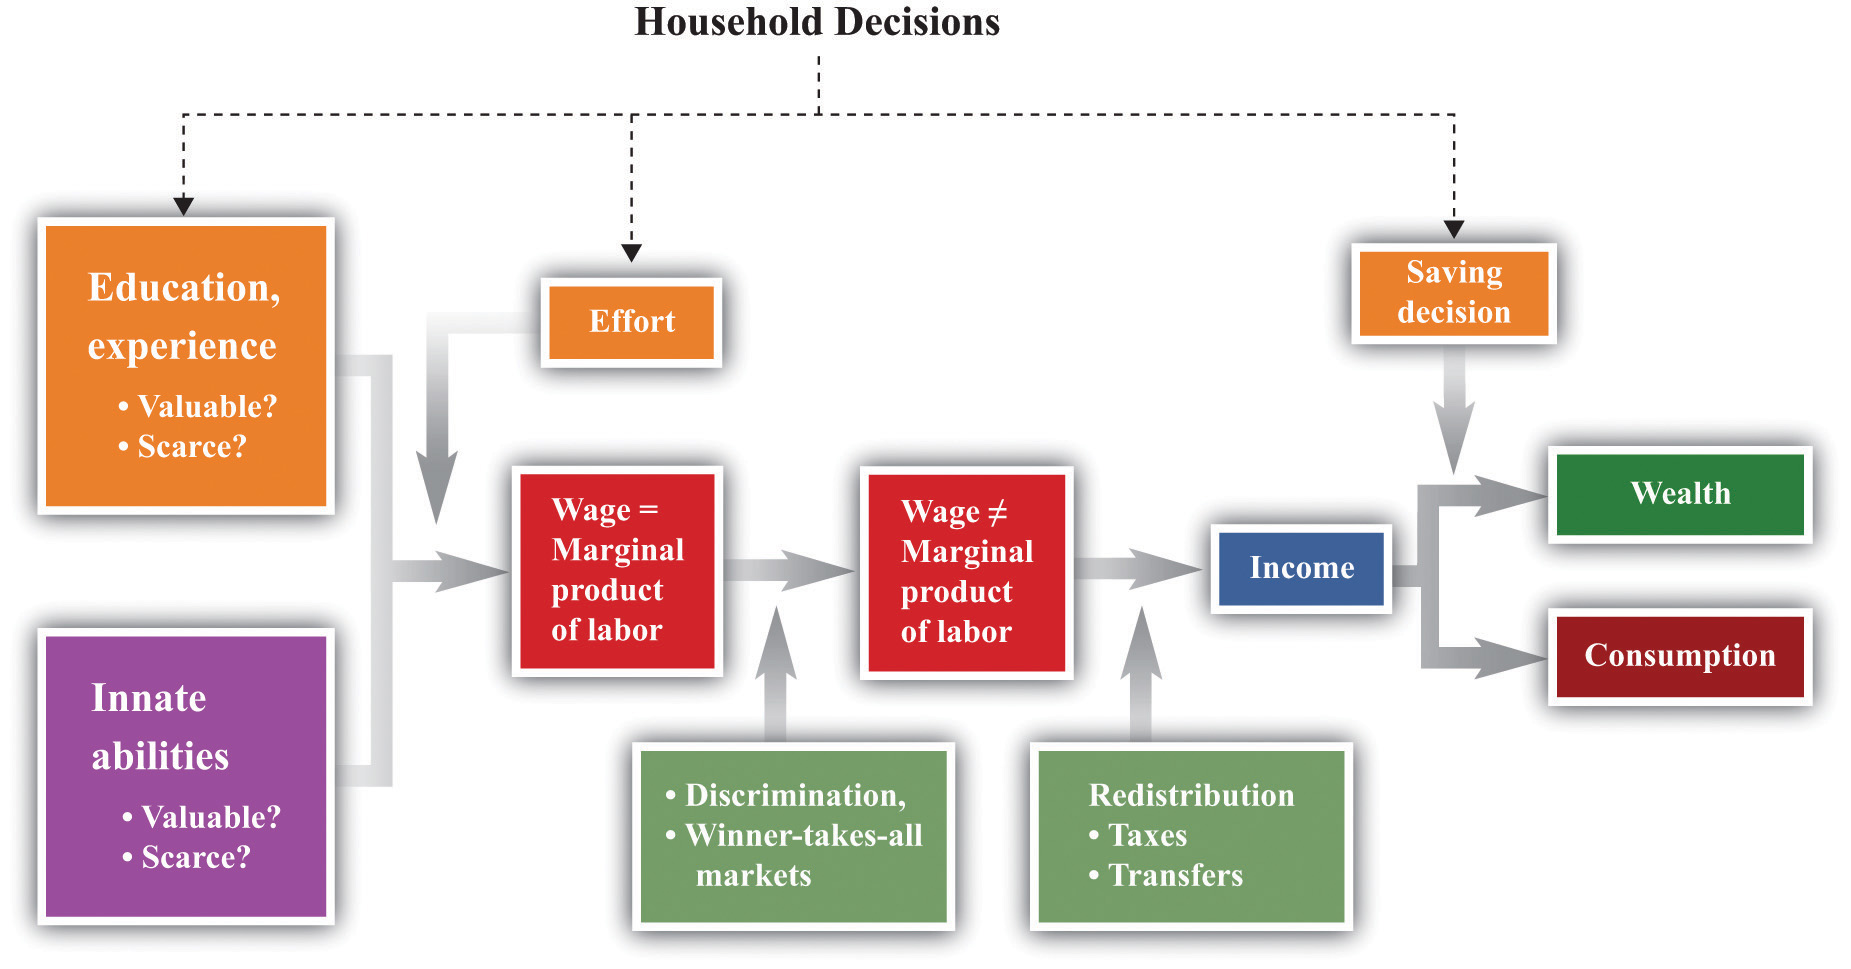 Household Decisions
Education,
experience
• Valuable?
• Scarce?
Effort
Saving
decision
Innate
abilities
• Valuable?
• Scarce?
Wage =
Marginal
product
of labor
Wage ≠
Marginal
product
of labor
Income
Wealth
Consumption
• Discrimination,
• Winner-takes-all
markets
Redistribution
• Taxes
• Transfers